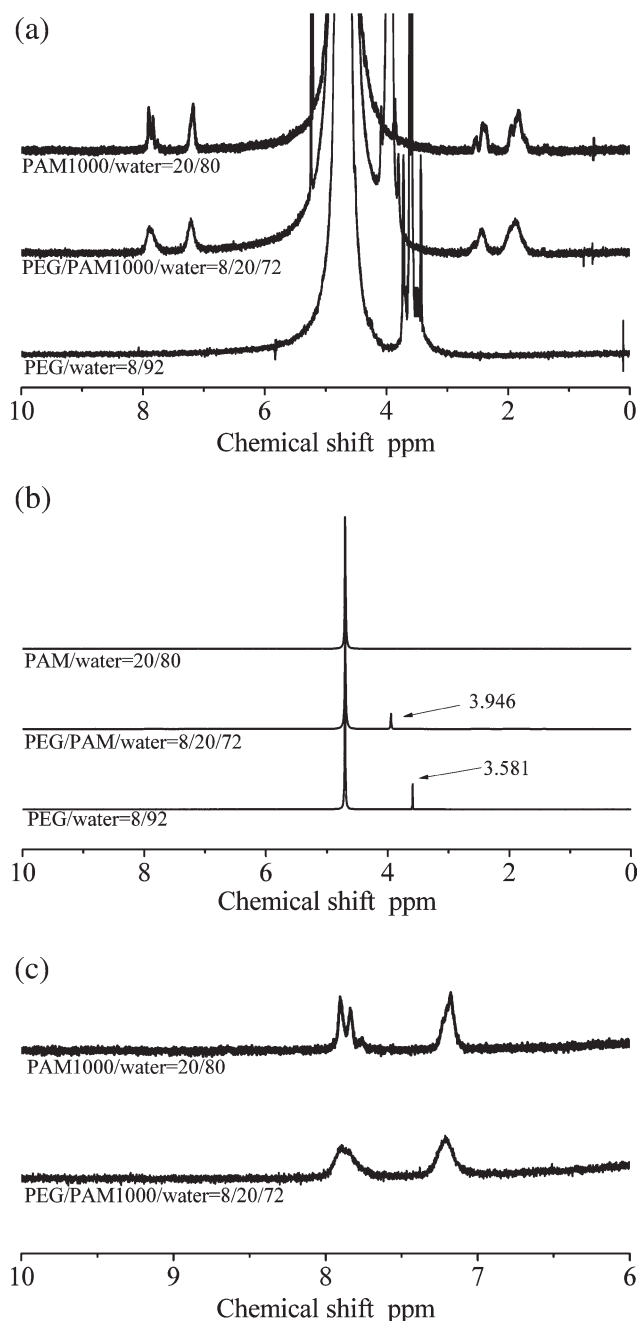 (a)
PAM1000/water=20/80
PEG/PAM1000/water=8/20/72
PEG/water=8/92
10 8 6 4 2 0
Chemical shift ppm
(b)
PAM/water=20/80
3.946
PEG/PAM/water=8/20/72
3.581
PEG/water=8/92
10 8 6 4 2 0
Chemical shift ppm
(c)
PAM1000/water=20/80
PEG/PAM1000/water=8/20/72
10 9 8 7 6
Chemical shift ppm